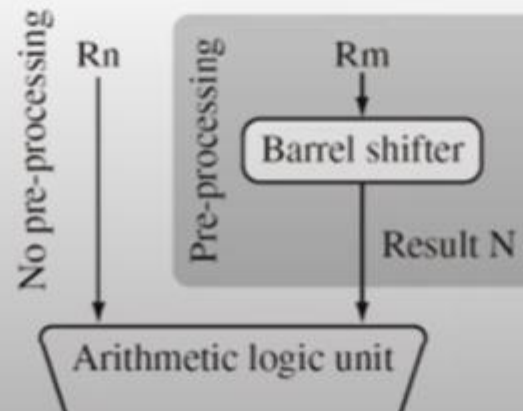 No pre-processing
Rn
Pre-processing
Rm
Barrel shifter
Result N
Arithmetic logic unit